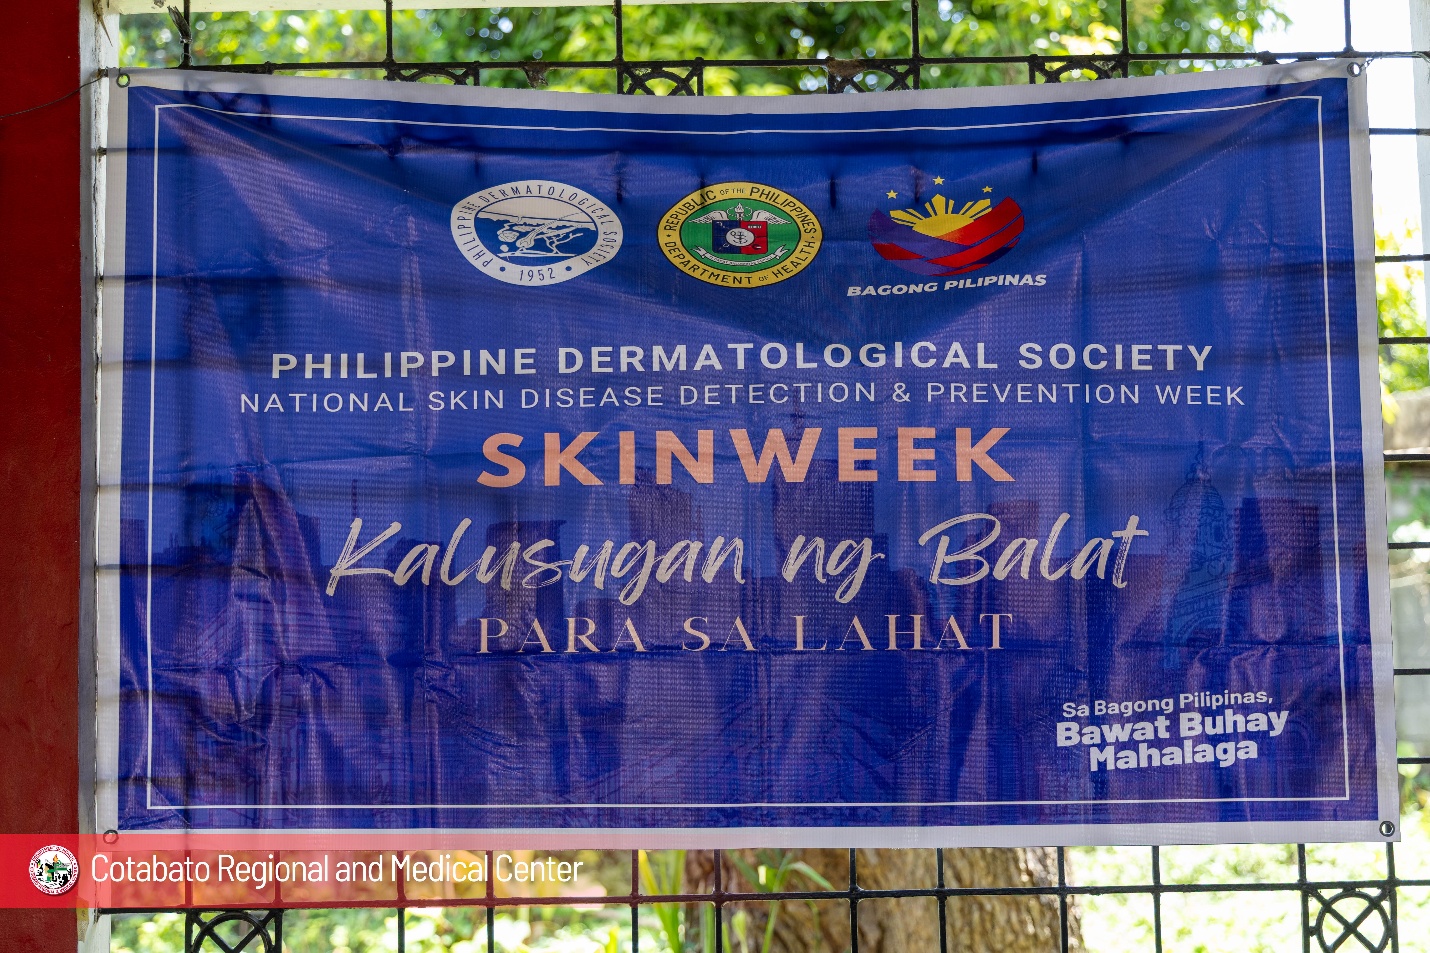 PHILIPPINE DERMATOLOGICAL SOCIETY
• 1952 •
REPUBLIC OF THE PHILIPPINES
DEPARTMENT OF HEALTH
BAGONG PILIPINAS
PHILIPPINE DERMATOLOGICAL SOCIETY
NATIONAL SKIN DISEASE DETECTION & PREVENTION WEEK
SKINWEEK
Kalusugan ng Balat
PARA SA LAHAT
Sa Bagong Pilipinas,
Bawat Buhay
Mahalaga
Cotabato Regional and Medical Center